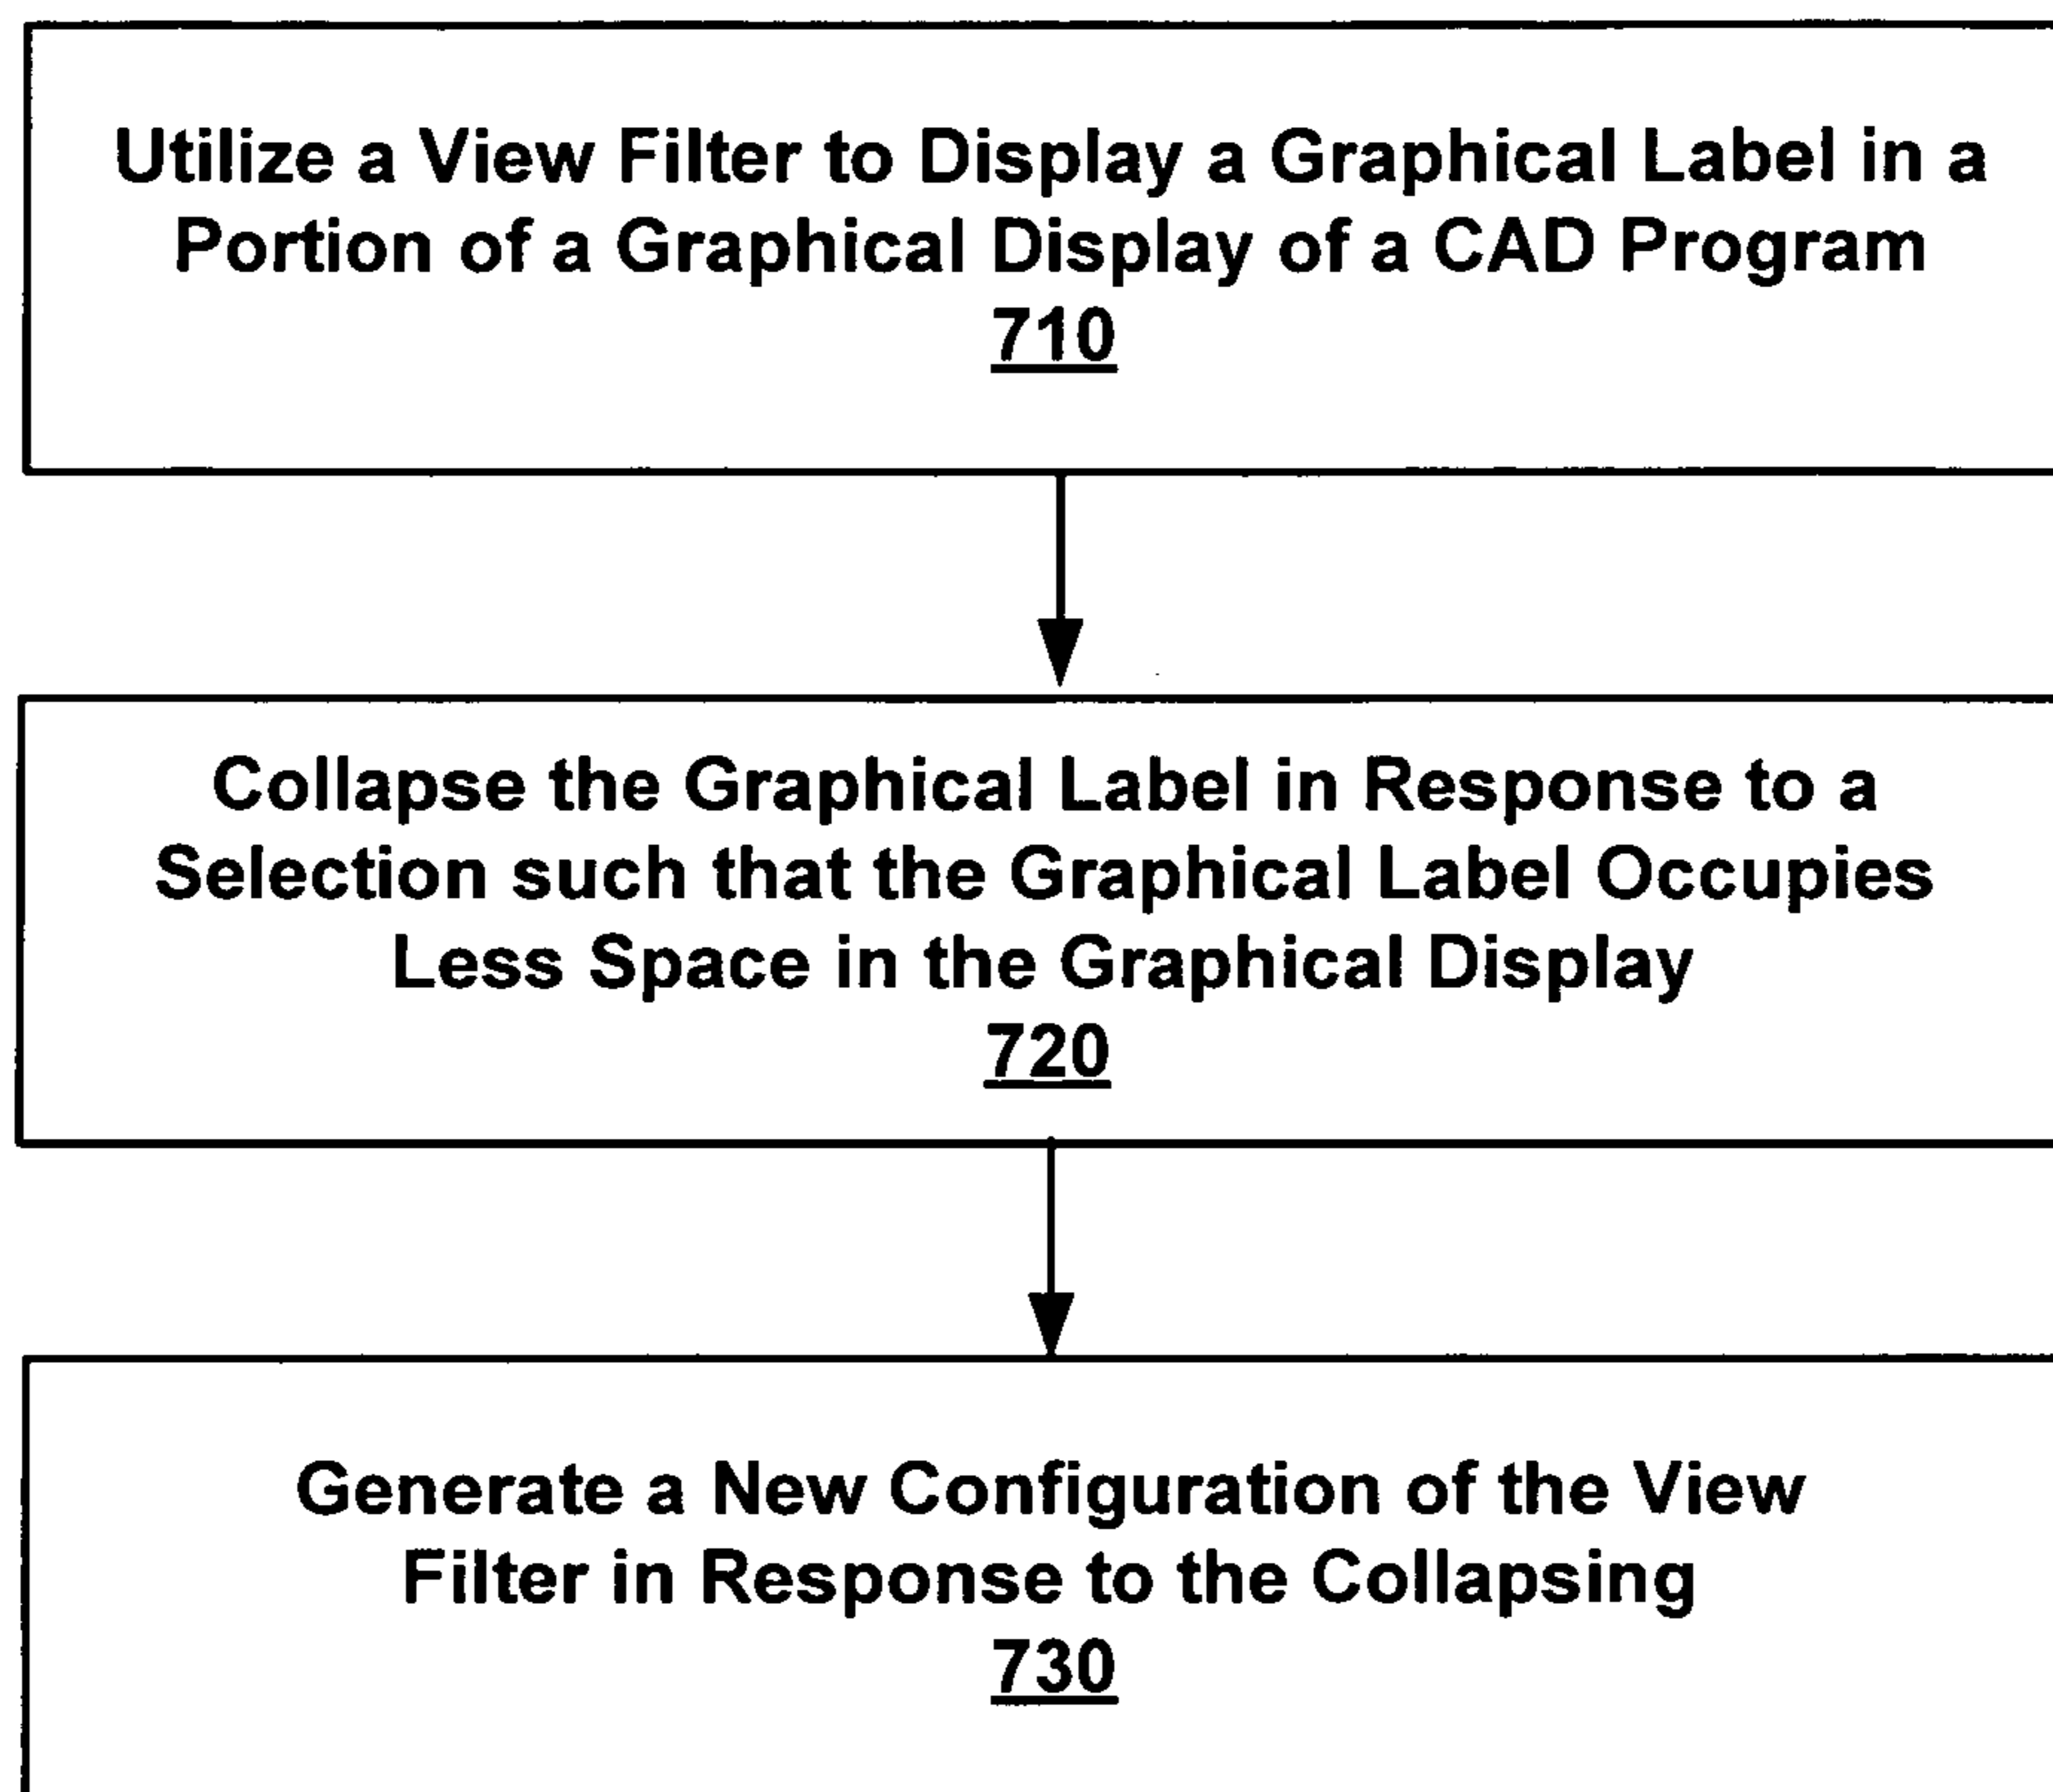 Utilize a View Filter to Display a Graphical Label in a
Portion of a Graphical Display of a CAD Program
710
Collapse the Graphical Label in Response to a
Selection such that the Graphical Label Occupies
Less Space in the Graphical Display
720
Generate a New Configuration of the View
Filter in Response to the Collapsing
730